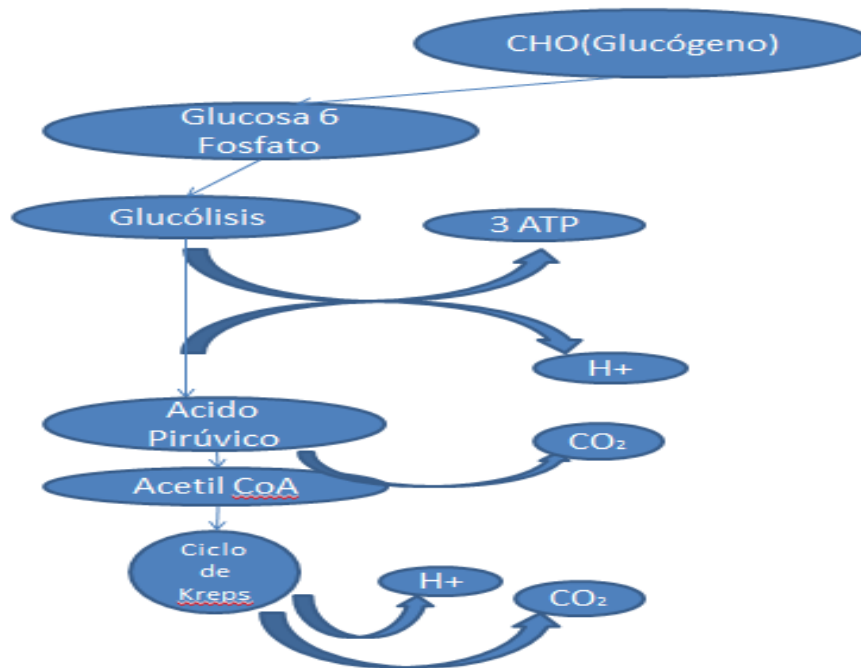 CHO(Glucógeno)
Glucosa 6
Fosfato
Glucólisis
3 ATP
H+
Acido
Pirúvico
CO₂
Acetil CoA
Ciclo
de
Kreps
H+
CO₂